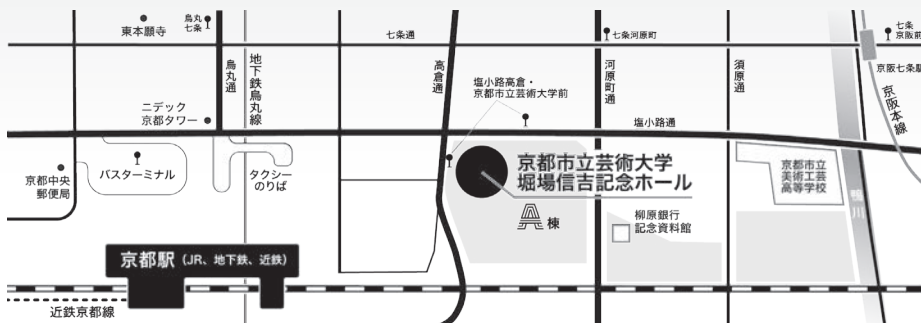 東本願寺
烏丸
七条
七条通
七条河原町
七条
京阪前
京阪七条駅
京阪本線
烏丸通
地下鉄烏丸線
高倉通
河原町通
須原通
塩小路高倉・
京都市立芸術大学前
ニデック
京都タワー
塩小路通
京都中央
郵便局
バスターミナル
タクシー
のりば
京都市立芸術大学
堀場信吉記念ホール
A棟
柳原銀行
記念資料館
京都市立
美術工芸
高等学校
鴨川
京都駅(JR、地下鉄、近鉄)
近鉄京都線